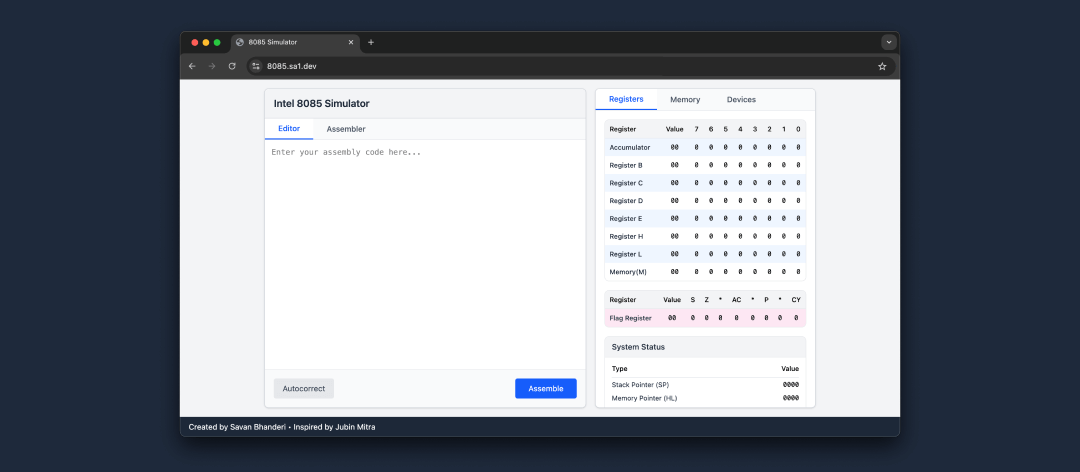 8085 Simulator
8085.sa1.dev
Intel 8085 Simulator
Editor Assembler
Enter your assembly code here...
Autocorrect Assemble
Registers Memory Devices
Register Value 7 6 5 4 3 2 1 0
Accumulator 00 0 0 0 0 0 0 0 0
Register B 00 0 0 0 0 0 0 0 0
Register C 00 0 0 0 0 0 0 0 0
Register D 00 0 0 0 0 0 0 0 0
Register E 00 0 0 0 0 0 0 0 0
Register H 00 0 0 0 0 0 0 0 0
Register L 00 0 0 0 0 0 0 0 0
Memory(M) 00 0 0 0 0 0 0 0 0
Register Value S Z * AC * P * CY
Flag Register 00 0 0 0 0 0 0 0 0
System Status
Type Value
Stack Pointer (SP) 0000
Memory Pointer (HL) 0000
Created by Savan Bhanderi • Inspired by Jubin Mitra